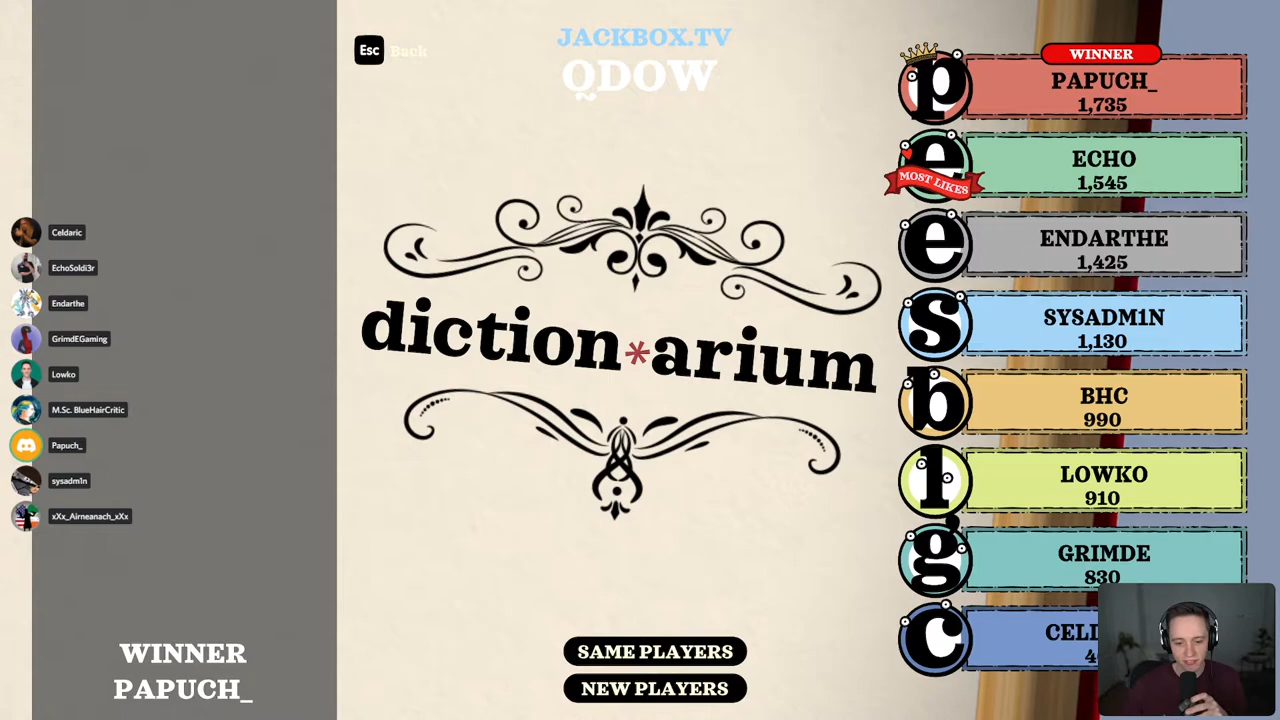 Esc Back
JACKBOX.TV
QDOW
diction*arium
SAME PLAYERS
NEW PLAYERS
WINNER
p
PAPUCH_
1,735
e
MOST LIKES
ECHO
1,545
e
ENDARTHE
1,425
s
SYSADM1N
1,130
b
BHC
990
l
LOWKO
910
g
GRIMDE
830
c
CEL
4
Celdaric
EchoSoldi3r
Endarthe
GrimdEGaming
Lowko
M.Sc. BlueHairCritic
Papuch_
sysadm1n
xXx_Airneanach_xXx
WINNER
PAPUCH_